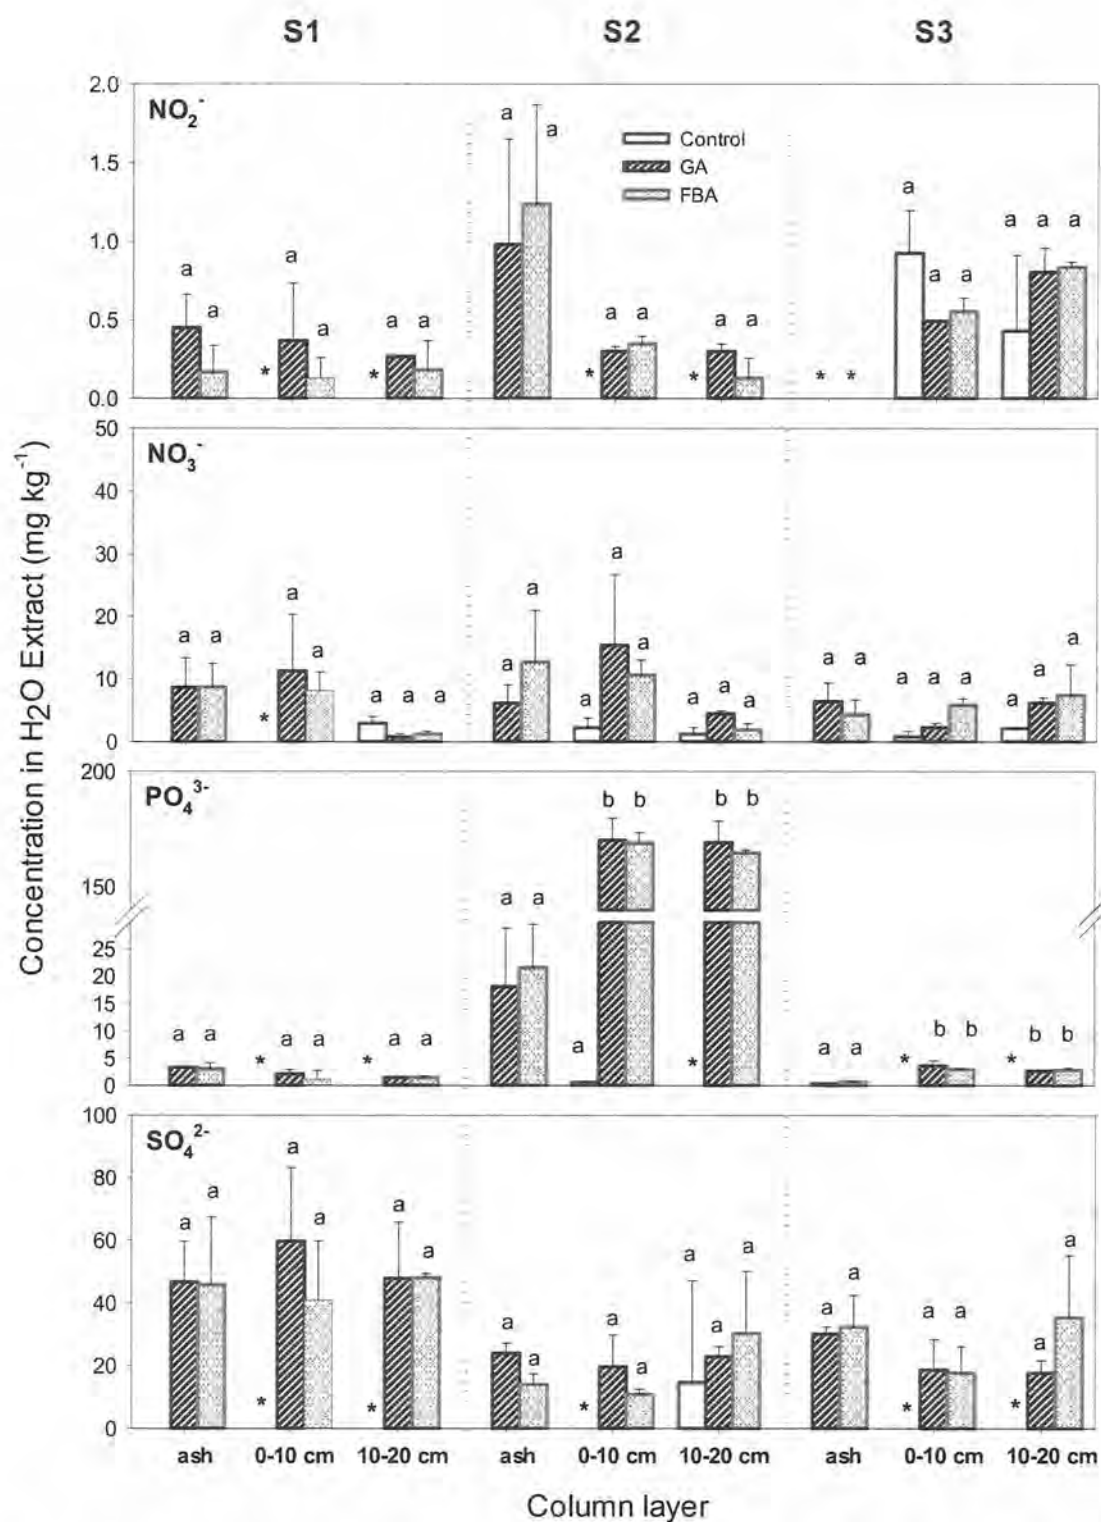 S1 S2 S3
2.0
NO2-
a a
Control
GA
FBA
1.5
a
a a a
1.0
a a a
a a
a a a
0.5
a a a a a
* * * * * *
0.0
50
NO3-
40
30
a
20
a a
a a a a a a a
10
a a a a a a a a a a a
*
0
200
PO43-
b b b b
150
a a
25
20
15
10
a
5
a a * a a * a a * a a * b b * b b
0
100
SO42-
80
a
a a
60
a a a a a
40
a a a a a
20
a a a a
* * * * *
0
ash 0-10 cm 10-20 cm ash 0-10 cm 10-20 cm ash 0-10 cm 10-20 cm
Column layer
Concentration in H2O Extract (mg kg-1)